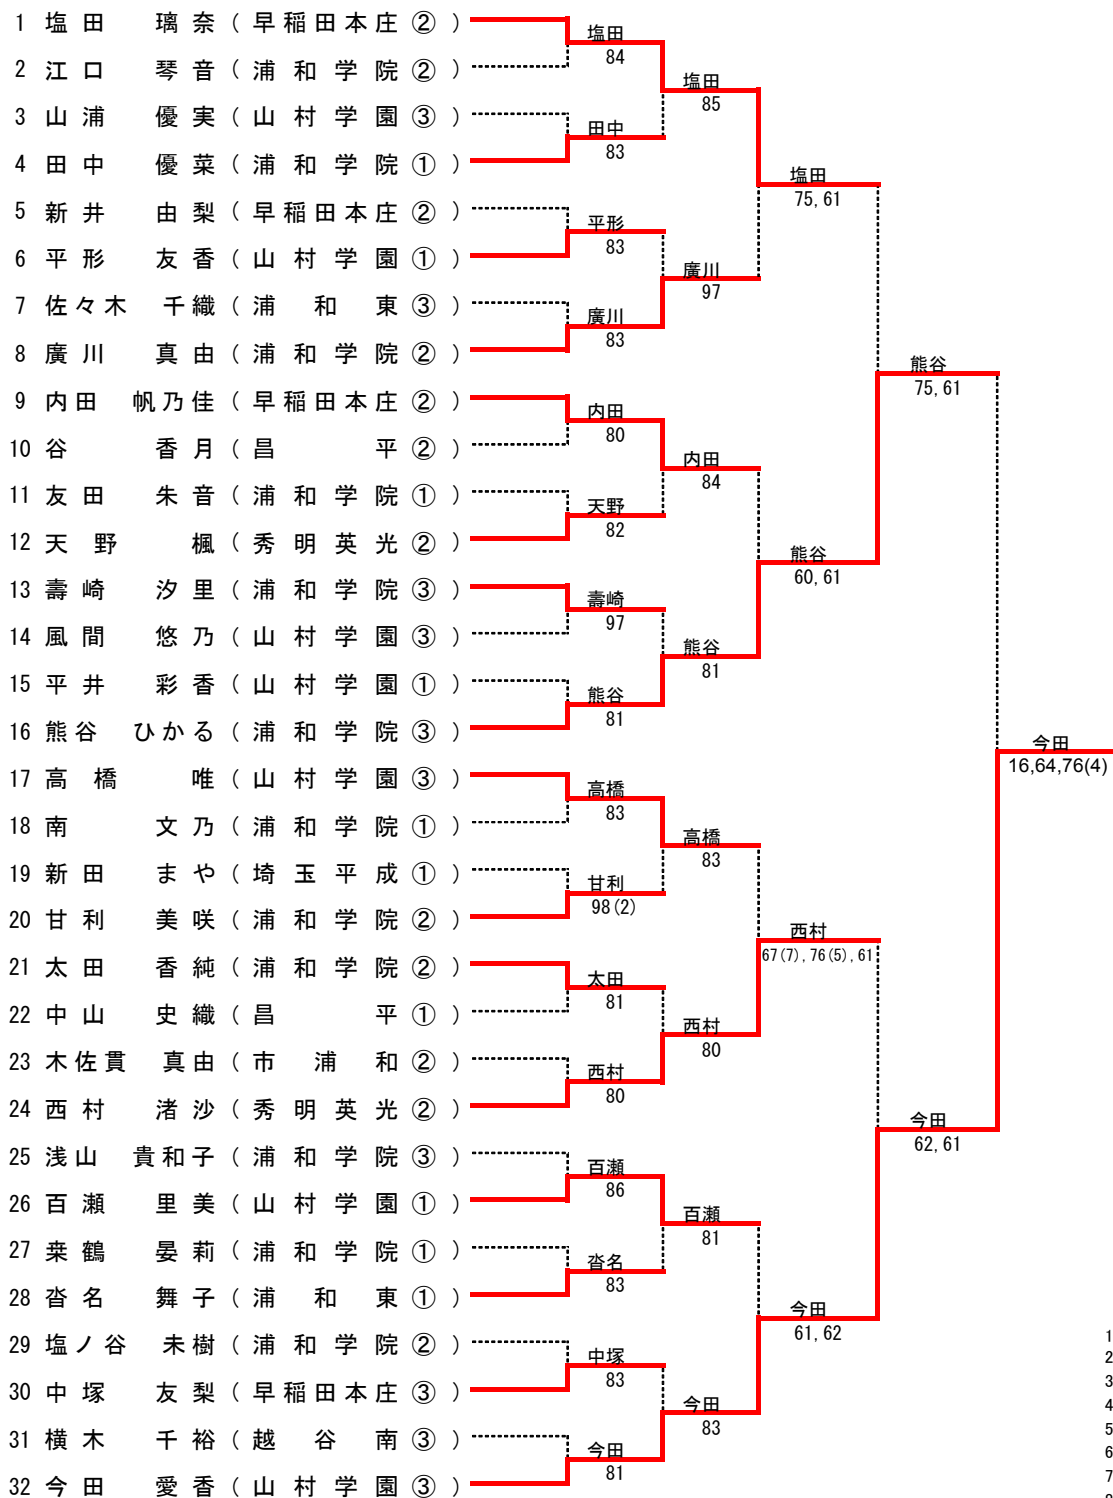 1 塩田 璃奈 ( 早稲田本庄 ② )
2 江口 琴音 ( 浦和学院 ② )
3 山浦 優実 ( 山村学園 ③ )
4 田中 優菜 ( 浦和学院 ① )
5 新井 由梨 ( 早稲田本庄 ② )
6 平形 友香 ( 山村学園 ① )
7 佐々木 千織 ( 浦和東 ③ )
8 廣川 真由 ( 浦和学院 ② )
9 内田 帆乃佳 ( 早稲田本庄 ② )
10 谷 香月 ( 昌平 ② )
11 友田 朱音 ( 浦和学院 ① )
12 天野 楓 ( 秀明英光 ② )
13 壽崎 汐里 ( 浦和学院 ③ )
14 風間 悠乃 ( 山村学園 ③ )
15 平井 彩香 ( 山村学園 ① )
16 熊谷 ひかる ( 浦和学院 ③ )
17 高橋 唯 ( 山村学園 ③ )
18 南 文乃 ( 浦和学院 ① )
19 新田 まや ( 埼玉平成 ① )
20 甘利 美咲 ( 浦和学院 ② )
21 太田 香純 ( 浦和学院 ② )
22 中山 史織 ( 昌平 ① )
23 木佐貫 真由 ( 市浦和 ② )
24 西村 渚沙 ( 秀明英光 ② )
25 浅山 貴和子 ( 浦和学院 ③ )
26 百瀬 里美 ( 山村学園 ① )
27 桒鶴 晏莉 ( 浦和学院 ① )
28 沓名 舞子 ( 浦和東 ① )
29 塩ノ谷 未樹 ( 浦和学院 ② )
30 中塚 友梨 ( 早稲田本庄 ③ )
31 横木 千裕 ( 越谷南 ③ )
32 今田 愛香 ( 山村学園 ③ )
塩田
84
田中
83
平形
83
廣川
83
内田
80
天野
82
壽崎
97
熊谷
81
高橋
83
甘利
98(2)
太田
81
西村
80
百瀬
86
沓名
83
中塚
83
今田
81
塩田
85
廣川
97
内田
84
熊谷
81
高橋
83
西村
80
百瀬
81
今田
83
塩田
75,61
熊谷
60,61
西村
67(7),76(5),61
今田
61,62
熊谷
75,61
今田
62,61
今田
16,64,76(4)
1
2
3
4
5
6
7